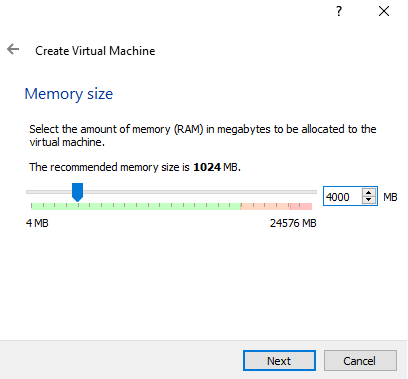 ?
Create Virtual Machine
Memory size
Select the amount of memory (RAM) in megabytes to be allocated to the
virtual machine.
The recommended memory size is 1024 MB.
4000 MB
4 MB 24576 MB
Next Cancel